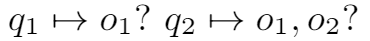 q₁ ↦ o₁? q₂ ↦ o₁, o₂?